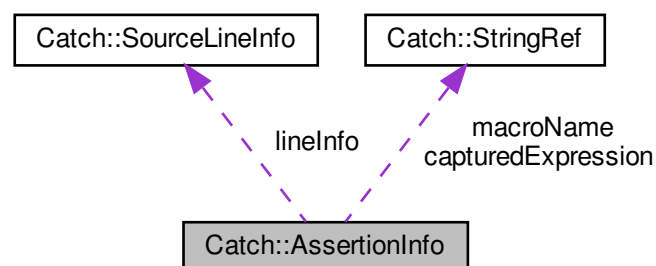 Catch::SourceLineInfo
Catch::StringRef
lineInfo
macroName
capturedExpression
Catch::AssertionInfo